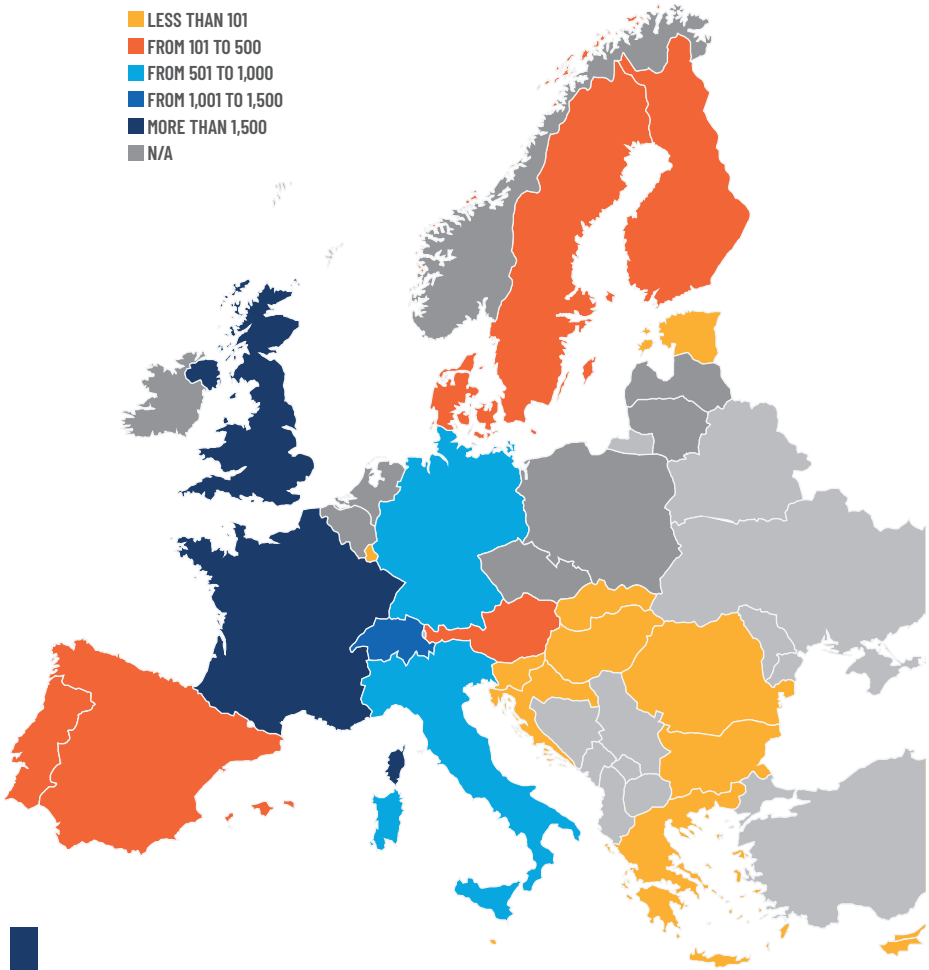 LESS THAN 101
FROM 101 TO 500
FROM 501 TO 1,000
FROM 1,001 TO 1,500
MORE THAN 1,500
N/A